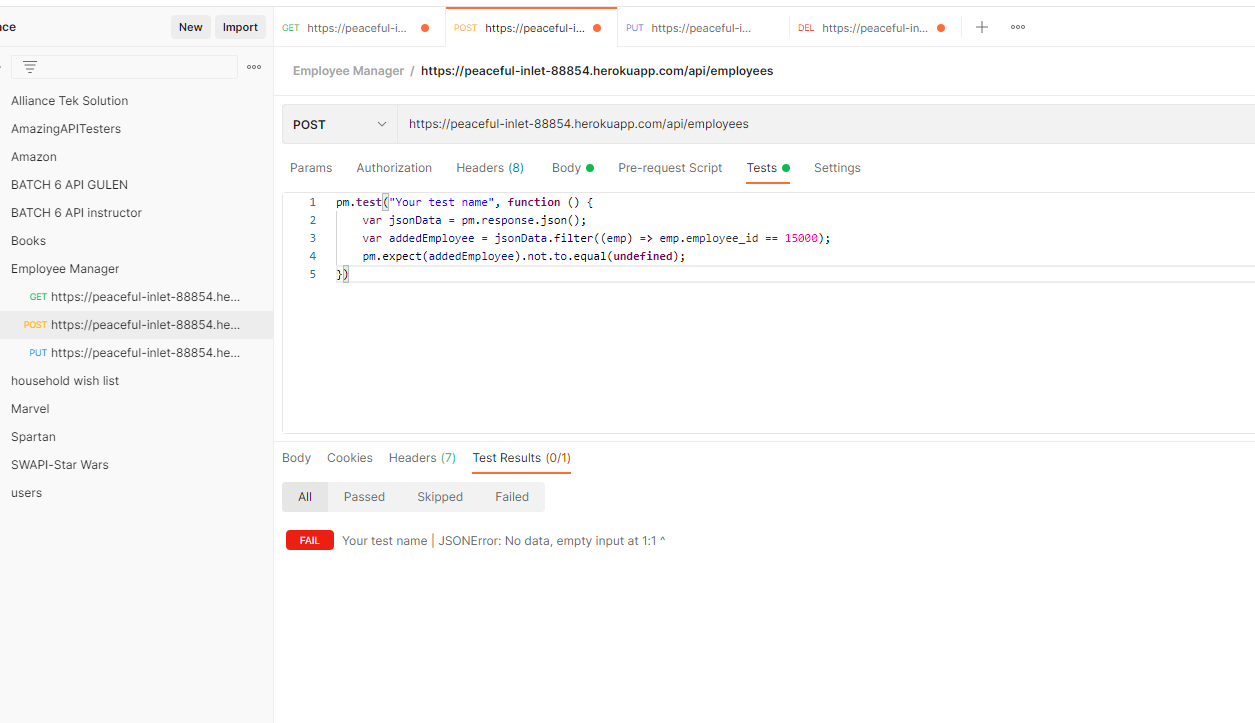 ce
New Import
GET https://peaceful-i... POST https://peaceful-i... PUT https://peaceful-i... DEL https://peaceful-in...
Employee Manager / https://peaceful-inlet-88854.herokuapp.com/api/employees
Alliance Tek Solution
AmazingAPITesters
Amazon
BATCH 6 API GULEN
BATCH 6 API instructor
Books
Employee Manager
GET https://peaceful-inlet-88854.he...
POST https://peaceful-inlet-88854.he...
PUT https://peaceful-inlet-88854.he...
household wish list
Marvel
Spartan
SWAPI-Star Wars
users
POST https://peaceful-inlet-88854.herokuapp.com/api/employees
Params Authorization Headers (8) Body Pre-request Script Tests Settings
1 pm.test("Your test name", function () {
2 var jsonData = pm.response.json();
3 var addedEmployee = jsonData.filter((emp) => emp.employee_id == 15000);
4 pm.expect(addedEmployee).not.to.equal(undefined);
5 })
Body Cookies Headers (7) Test Results (0/1)
All Passed Skipped Failed
FAIL Your test name | JSONError: No data, empty input at 1:1 ^